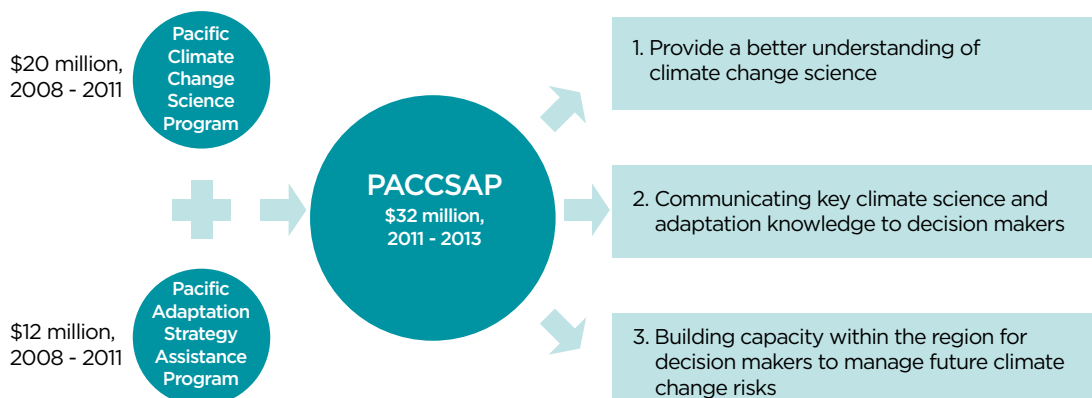 $20 million,
2008 - 2011
Pacific
Climate
Change
Science
Program
1. Provide a better understanding of
climate change science
PACCSAP
$32 million,
2011 - 2013
2. Communicating key climate science and
adaptation knowledge to decision makers
$12 million,
2008 - 2011
Pacific
Adaptation
Strategy
Assistance
Program
3. Building capacity within the region for
decision makers to manage future climate
change risks